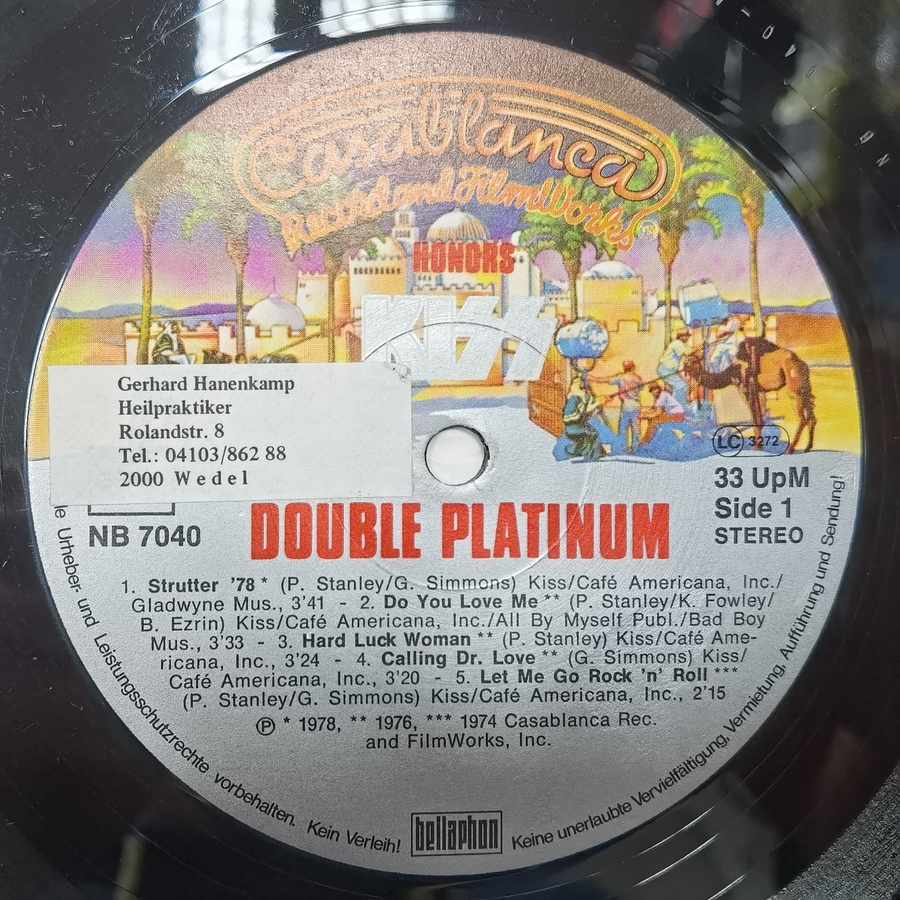 Casablanca
Record and FilmWorks
HONORS
KISS
Gerhard Hanenkamp
Heilpraktiker
Rolandstr. 8
Tel.: 04103/862 88
2000 Wedel
LC 3272
33 UpM
Side 1
STEREO
NB 7040
DOUBLE PLATINUM
1. Strutter '78 * (P. Stanley/G. Simmons) Kiss/Café Americana, Inc./
Gladwyne Mus., 3'41 - 2. Do You Love Me ** (P. Stanley/K. Fowley/
B. Ezrin) Kiss/Café Americana, Inc./All By Myself Publ./Bad Boy
Mus., 3'33 - 3. Hard Luck Woman ** (P. Stanley) Kiss/Café Ame-
ricana, Inc., 3'24 - 4. Calling Dr. Love ** (G. Simmons) Kiss/
Café Americana, Inc., 3'20 - 5. Let Me Go Rock 'n' Roll ***
(P. Stanley/G. Simmons) Kiss/Café Americana, Inc., 2'15
℗ * 1978, ** 1976, *** 1974 Casablanca Rec.
and FilmWorks, Inc.
bellaphon
le Urheber- und Leistungsschutzrechte vorbehalten. Kein Verleih! Keine unerlaubte Vervielfältigung, Vermietung, Aufführung und Sendung!